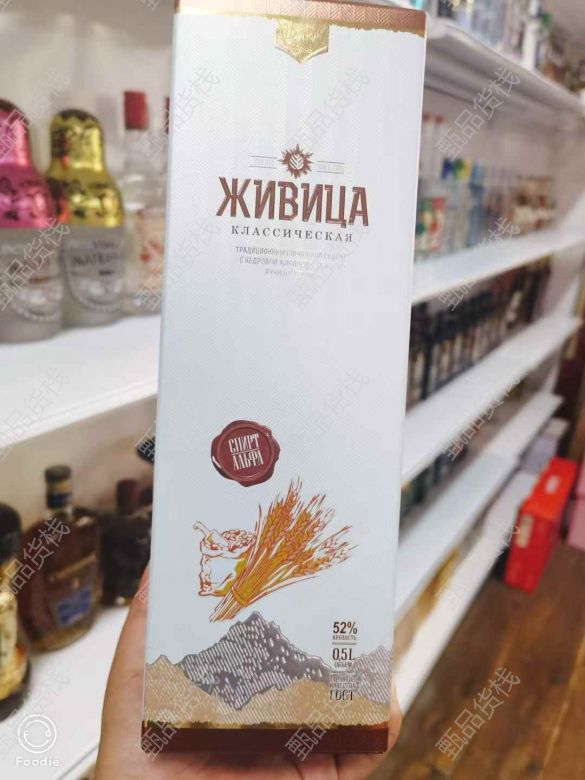 ЖИВИЦА
КЛАССИЧЕСКАЯ
СПИРТ
АЛЬФА
52%
КРЕПОСТЬ
0,5L
ОБЪЕМ
ГОСТ
甄品货栈
Foodie